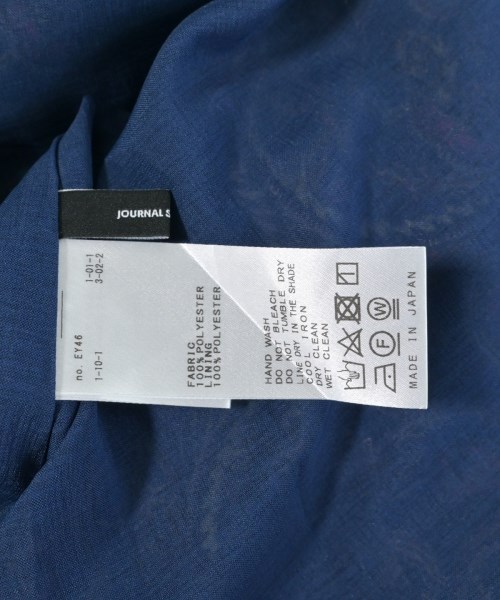 JOURNAL S
no. EY46
1-10-1
1-01-1
3-02-2
FABRIC
100%POLYESTER
LINING
100%POLYESTER
HAND WASH
DO NOT BLEACH
DO NOT TUMBLE DRY
LINE DRY IN THE SHADE
COOL IRON
DRY CLEAN
WET CLEAN
F
W
MADE IN JAPAN